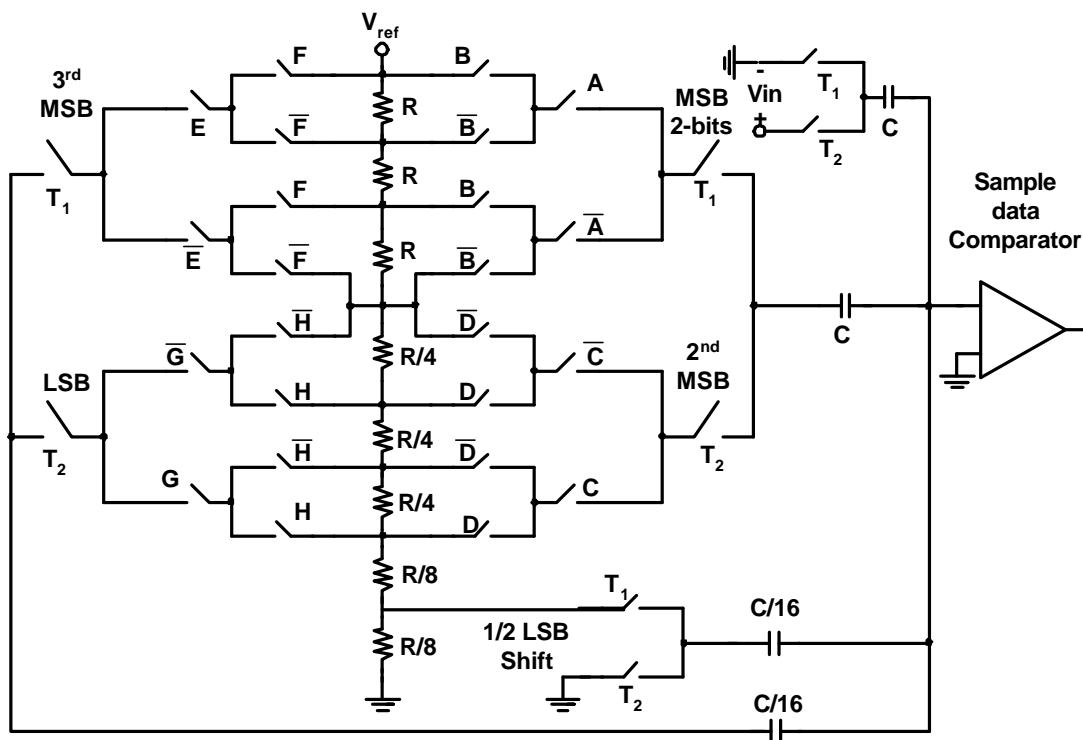 V_ref
3rd MSB
F
B
A
E
R
F̅
B̅
T1
R
MSB 2-bits
- Vin +
T1
T2
C
T1
F
B
A̅
E̅
R
F̅
B̅
Sample data Comparator
H̅
D̅
G̅
R/4
C̅
C
2nd MSB
LSB
H
D
T2
R/4
T2
H̅
D̅
G
R/4
C
H
D
R/8
T1
1/2 LSB Shift
C/16
R/8
T2
C/16